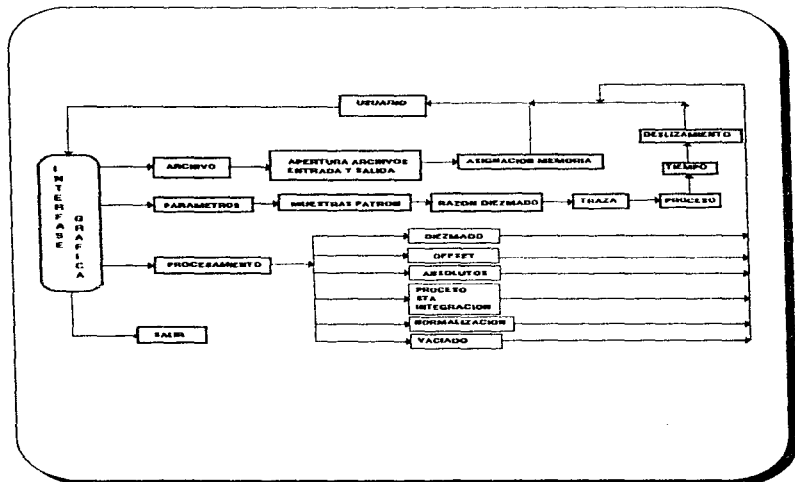 USUARIO
DESLIZAMIENTO
INTERFASE
GRAFICA
ARCHIVO
APERTURA ARCHIVOS
ENTRADA Y SALIDA
ASIGNACION MEMORIA
TIEMPO
PARAMETROS
MUESTRAS PATRON
RAZON DIEZMADO
TRAZA
PROCESO
DIEZMADO
OFFSET
PROCESAMIENTO
ABSOLUTOS
PROCESO
STA
INTEGRACION
NORMALIZACION
SALIR
VACIADO